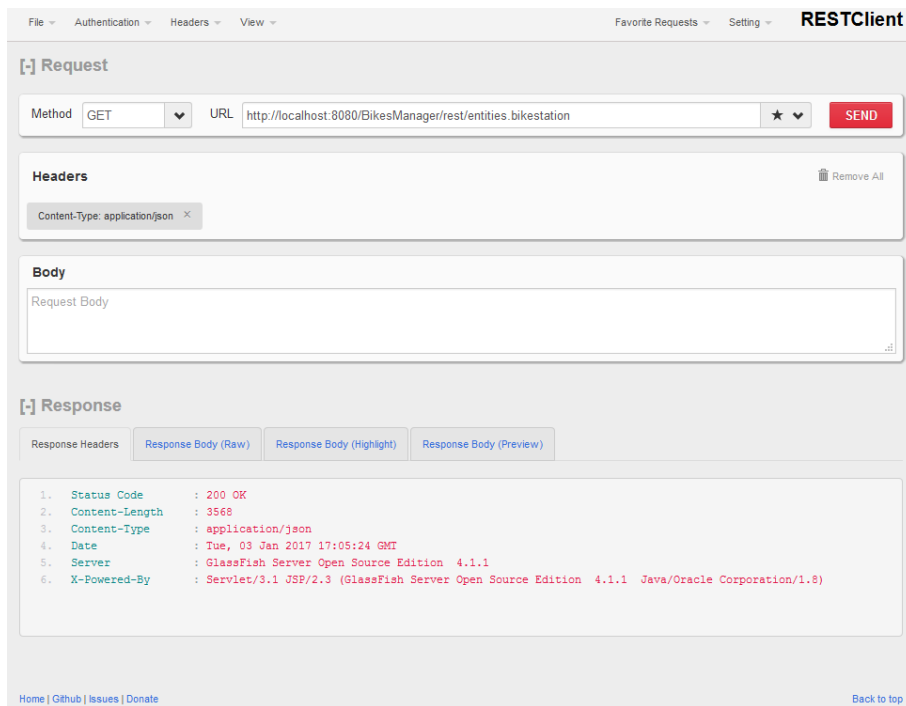 File Authentication Headers View Favorite Requests Setting RESTClient
[-] Request
Method GET URL http://localhost:8080/BikesManager/rest/entities.bikestation SEND
Headers Remove All
Content-Type: application/json ×
Body
Request Body
[-] Response
Response Headers Response Body (Raw) Response Body (Highlight) Response Body (Preview)
1. Status Code : 200 OK
2. Content-Length : 3568
3. Content-Type : application/json
4. Date : Tue, 03 Jan 2017 17:05:24 GMT
5. Server : GlassFish Server Open Source Edition 4.1.1
6. X-Powered-By : Servlet/3.1 JSP/2.3 (GlassFish Server Open Source Edition 4.1.1 Java/Oracle Corporation/1.8)
Home | Github | Issues | Donate Back to top